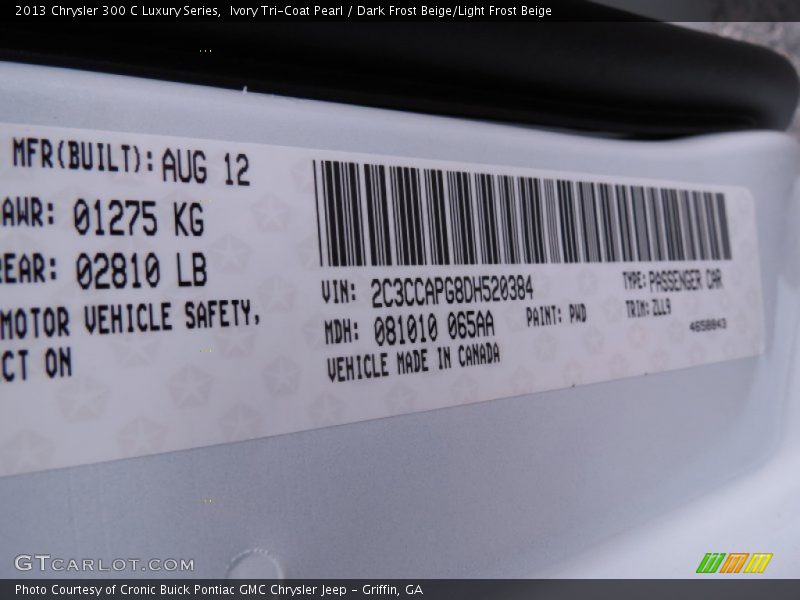 2013 Chrysler 300 C Luxury Series,  Ivory Tri-Coat Pearl / Dark Frost Beige/Light Frost Beige
MFR(BUILT): AUG 12
AWR: 01275 KG
REAR: 02810 LB
MOTOR VEHICLE SAFETY,
CT ON
VIN: 2C3CCAPG8DH520384
TYPE: PASSENGER CAR
MDH: 081010 065AA
PAINT: PWD
TRIM: ZLL9
VEHICLE MADE IN CANADA
4658843
GTCARLOT.COM
Photo Courtesy of Cronic Buick Pontiac GMC Chrysler Jeep - Griffin, GA